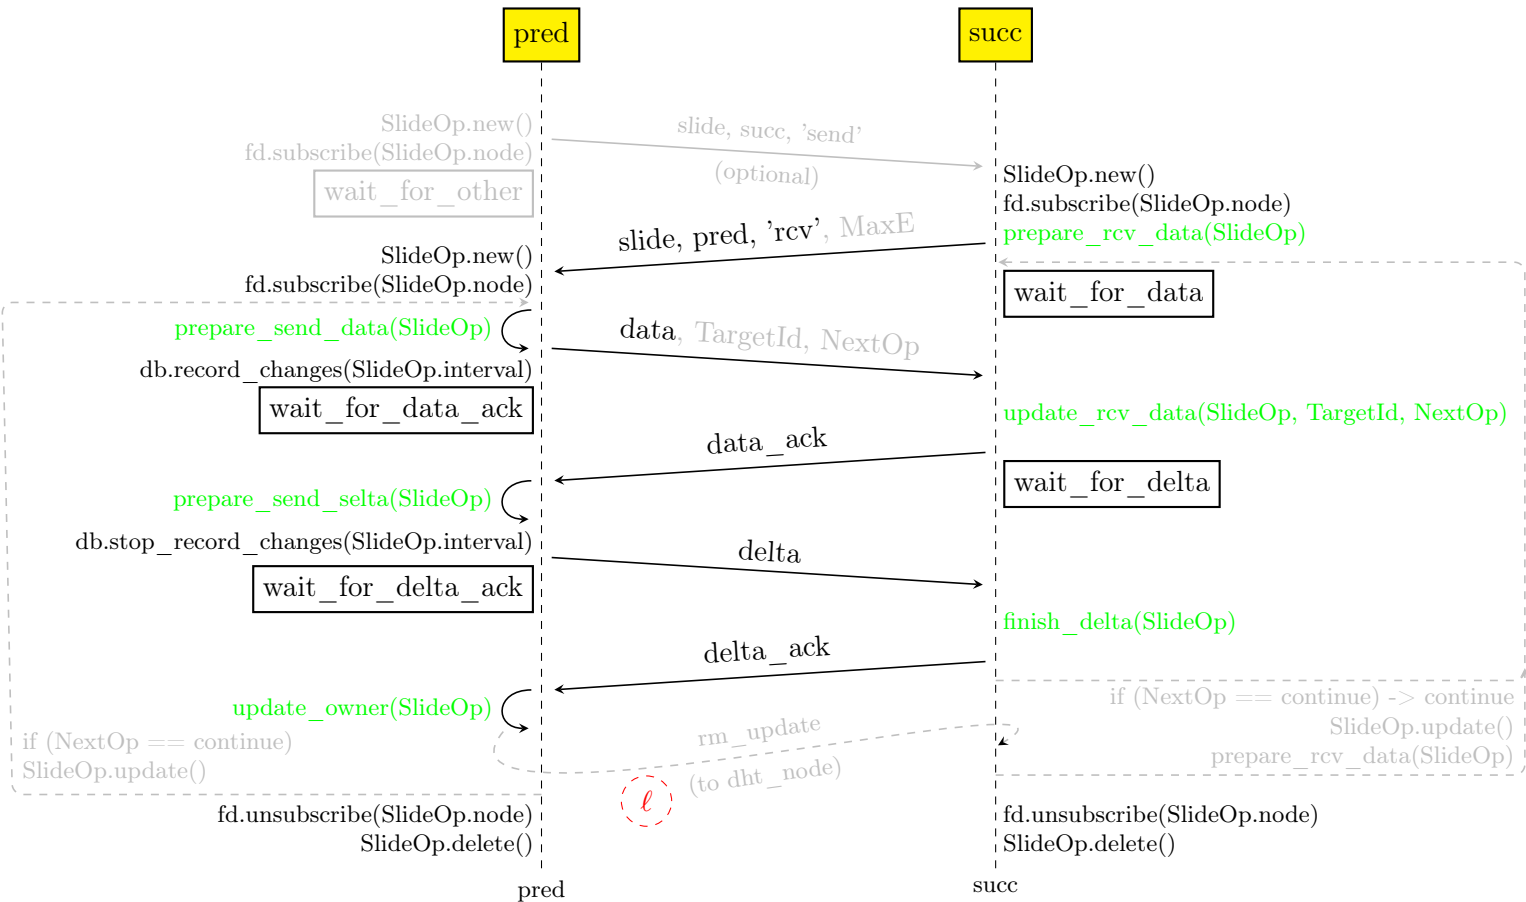 pred
succ
SlideOp.new()
fd.subscribe(SlideOp.node)
wait_for_other
slide, succ, 'send'
(optional)
SlideOp.new()
fd.subscribe(SlideOp.node)
prepare_rcv_data(SlideOp)
slide, pred, 'rcv', MaxE
SlideOp.new()
fd.subscribe(SlideOp.node)
wait_for_data
prepare_send_data(SlideOp)
data, TargetId, NextOp
db.record_changes(SlideOp.interval)
wait_for_data_ack
update_rcv_data(SlideOp, TargetId, NextOp)
data_ack
wait_for_delta
prepare_send_selta(SlideOp)
db.stop_record_changes(SlideOp.interval)
delta
wait_for_delta_ack
finish_delta(SlideOp)
delta_ack
update_owner(SlideOp)
if (NextOp == continue) -> continue
SlideOp.update()
prepare_rcv_data(SlideOp)
rm_update
(to dht_node)
if (NextOp == continue)
SlideOp.update()
ℓ
fd.unsubscribe(SlideOp.node)
SlideOp.delete()
fd.unsubscribe(SlideOp.node)
SlideOp.delete()
pred
succ